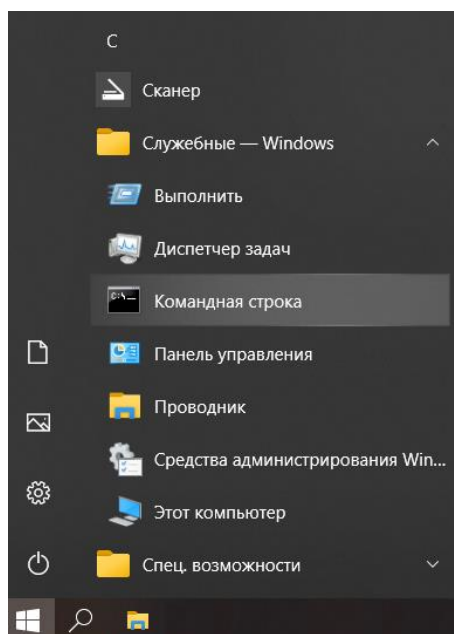 С
Сканер
Служебные — Windows
Выполнить
Диспетчер задач
C:\_
Командная строка
Панель управления
Проводник
Средства администрирования Win...
Этот компьютер
Спец. возможности